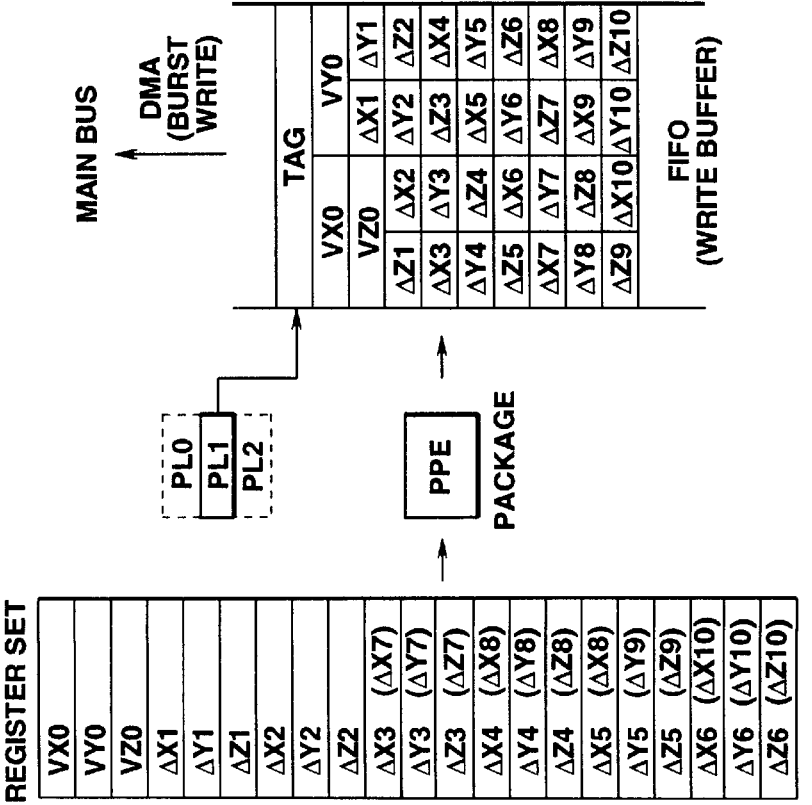 REGISTER SET
VX0
VY0
VZ0
ΔX1
ΔY1
ΔZ1
ΔX2
ΔY2
ΔZ2
ΔX3 (ΔX7)
ΔY3 (ΔY7)
ΔZ3 (ΔZ7)
ΔX4 (ΔX8)
ΔY4 (ΔY8)
ΔZ4 (ΔZ8)
ΔX5 (ΔX8)
ΔY5 (ΔY9)
ΔZ5 (ΔZ9)
ΔX6 (ΔX10)
ΔY6 (ΔY10)
ΔZ6 (ΔZ10)
PL0
PL1
PL2
PPE
PACKAGE
MAIN BUS
DMA
(BURST
WRITE)
TAG
VX0 VY0
VZ0 ΔX1 ΔY1
ΔZ1 ΔX2 ΔY2 ΔZ2
ΔX3 ΔY3 ΔZ3 ΔX4
ΔY4 ΔZ4 ΔX5 ΔY5
ΔZ5 ΔX6 ΔY6 ΔZ6
ΔX7 ΔY7 ΔZ7 ΔX8
ΔY8 ΔZ8 ΔX9 ΔY9
ΔZ9 ΔX10 ΔY10 ΔZ10
FIFO
(WRITE BUFFER)